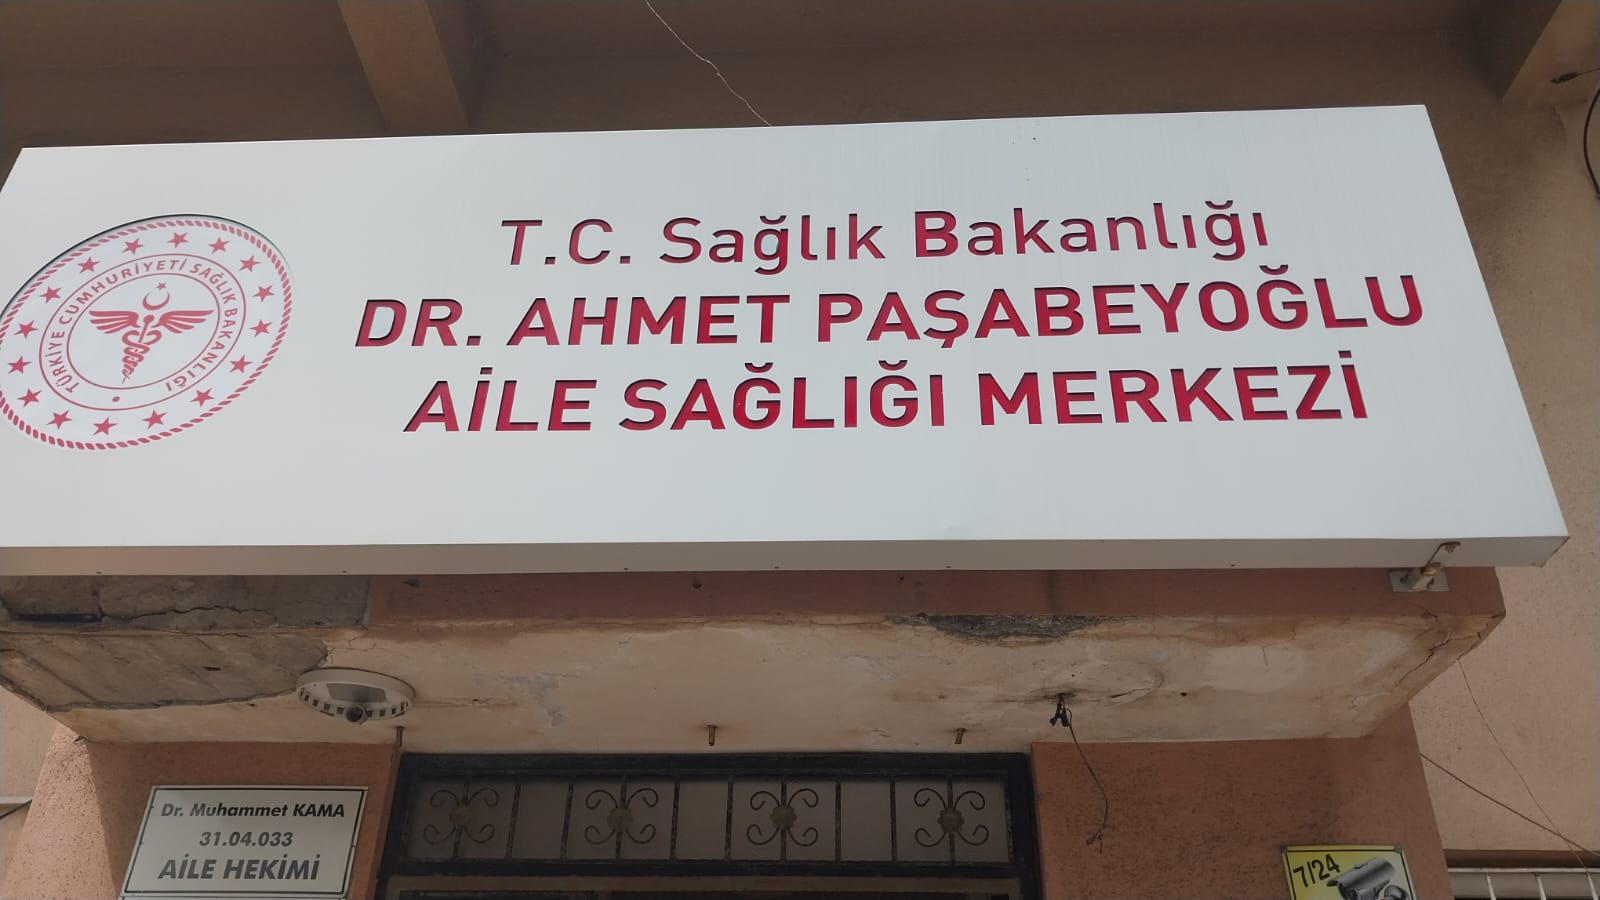 T.C. Sağlık Bakanlığı
DR. AHMET PAŞABEYOĞLU
AİLE SAĞLIĞI MERKEZİ
TÜRKİYE CUMHURİYETİ SAĞLIK BAKANLIĞI
Dr. Muhammet KAMA
31.04.033
AİLE HEKİMİ
7/24